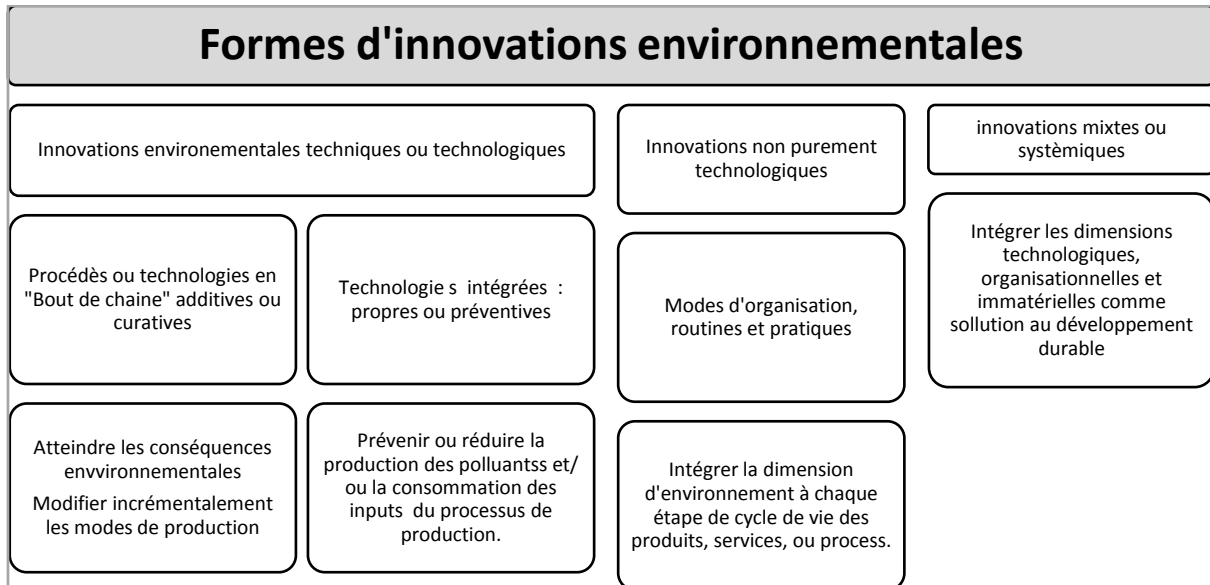 Formes d'innovations environnementales
Innovations environementales techniques ou technologiques
Innovations non purement
technologiques
innovations mixtes ou
systèmiques
Procédès ou technologies en
"Bout de chaine" additives ou
curatives
Technologie s intégrées :
propres ou préventives
Modes d'organisation,
routines et pratiques
Intégrer les dimensions
technologiques,
organisationnelles et
immatérielles comme
sollution au développement
durable
Atteindre les conséquences
envvironnementales
Modifier incrémentalement
les modes de production
Prévenir ou réduire la
production des polluantss et/
ou la consommation des
inputs du processus de
production.
Intégrer la dimension
d'environnement à chaque
étape de cycle de vie des
produits, services, ou process.